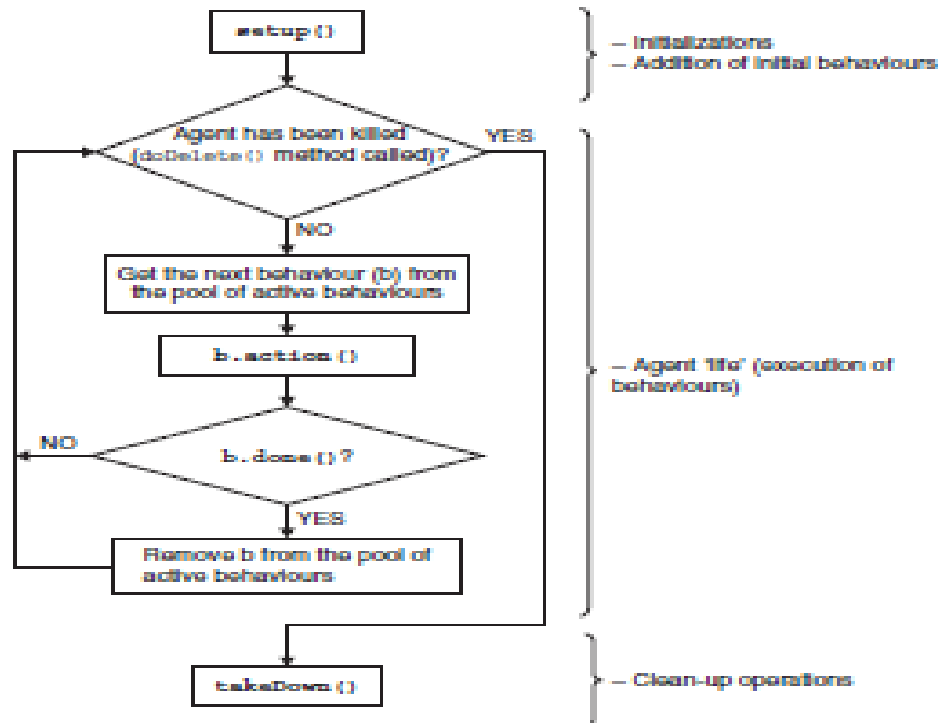 setup()
– Initializations
– Addition of initial behaviours
Agent has been killed
(doDelete() method called)?
YES
NO
Get the next behaviour (b) from
the pool of active behaviours
b.action()
– Agent 'life' (execution of
behaviours)
NO
b.done()?
YES
Remove b from the pool of
active behaviours
takeDown()
– Clean-up operations